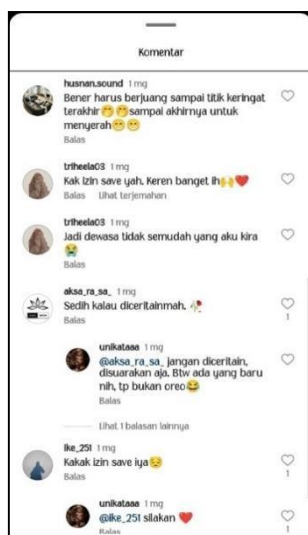 Komentar
husnan.sound 1 mg
Bener harus berjuang sampai titik keringat
terakhir🤭🤭sampai akhirnya untuk
menyerah😁😁
Balas
triheela03 1 mg
Kak izin save yah, Keren banget ih🙌❤️
Balas Lihat terjemahan
triheela03 1 mg
Jadi dewasa tidak semudah yang aku kira
😭
Balas
aksa_ra_sa_ 1 mg
Sedih kalau diceritainmah. 🥀
Balas
1
unikataaa 1 mg
@aksa_ra_sa_ jangan diceritain,
disuarakan aja. Btw ada yang baru
nih, tp bukan oreo😂
Balas
Lihat 1 balasan lainnya
ike_251 1 mg
Kakak izin save iya😔
Balas
1
unikataaa 1 mg
@ike_251 silakan ❤️
Balas
1